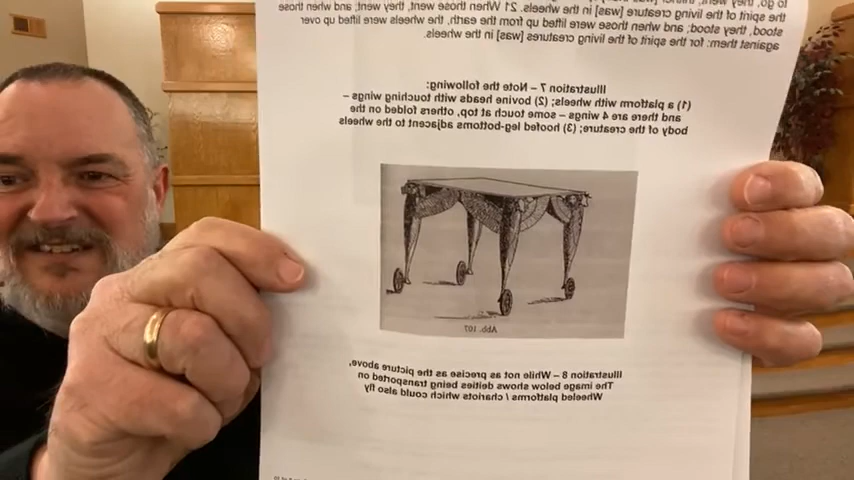 to go, they went,
the spirit of the living creature [was] in the wheels. 21 When those went, they went; and when those
stood, they stood; and when those were lifted up from the earth, the wheels were lifted up over
against them: for the spirit of the living creatures [was] in the wheels.
Illustration 7 – Note the following:
(1) a platform with wheels; (2) bovine heads with touching wings –
and there are 4 wings – some touch at top, others folded on the
body of the creature; (3) hoofed leg-bottoms adjacent to the wheels
Abb. 107
Illustration 8 – While not as precise as the picture above,
The image below shows deities being transported on
Wheeled platforms / chariots which could also fly